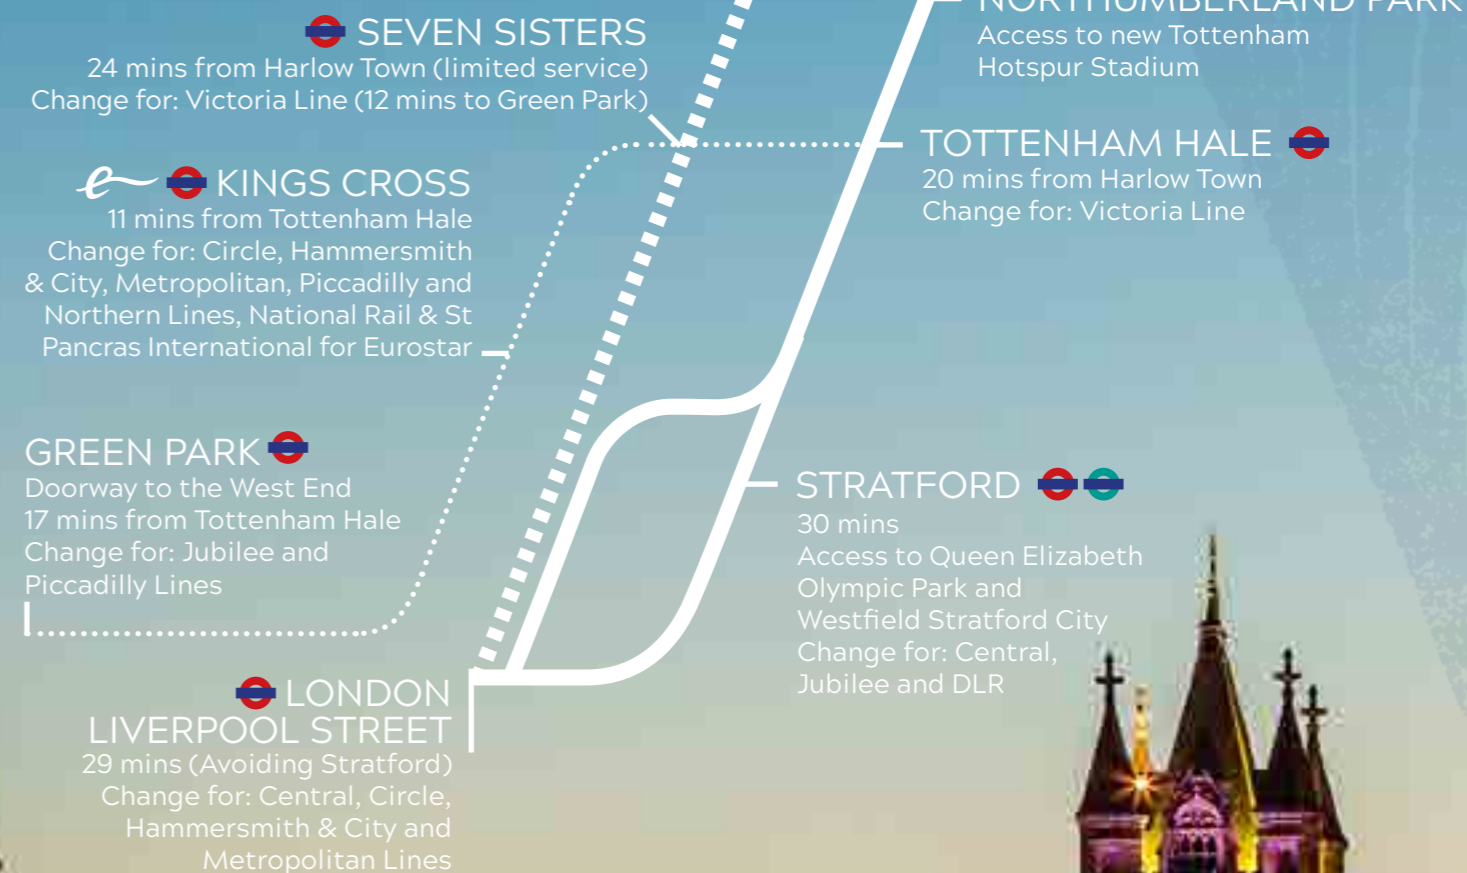 NORTHUMBERLAND PARK
Access to new Tottenham
Hotspur Stadium
SEVEN SISTERS
24 mins from Harlow Town (limited service)
Change for: Victoria Line (12 mins to Green Park)
TOTTENHAM HALE
20 mins from Harlow Town
Change for: Victoria Line
e KINGS CROSS
11 mins from Tottenham Hale
Change for: Circle, Hammersmith
& City, Metropolitan, Piccadilly and
Northern Lines, National Rail & St
Pancras International for Eurostar
GREEN PARK
Doorway to the West End
17 mins from Tottenham Hale
Change for: Jubilee and
Piccadilly Lines
STRATFORD
30 mins
Access to Queen Elizabeth
Olympic Park and
Westfield Stratford City
Change for: Central,
Jubilee and DLR
LONDON
LIVERPOOL STREET
29 mins (Avoiding Stratford)
Change for: Central, Circle,
Hammersmith & City and
Metropolitan Lines